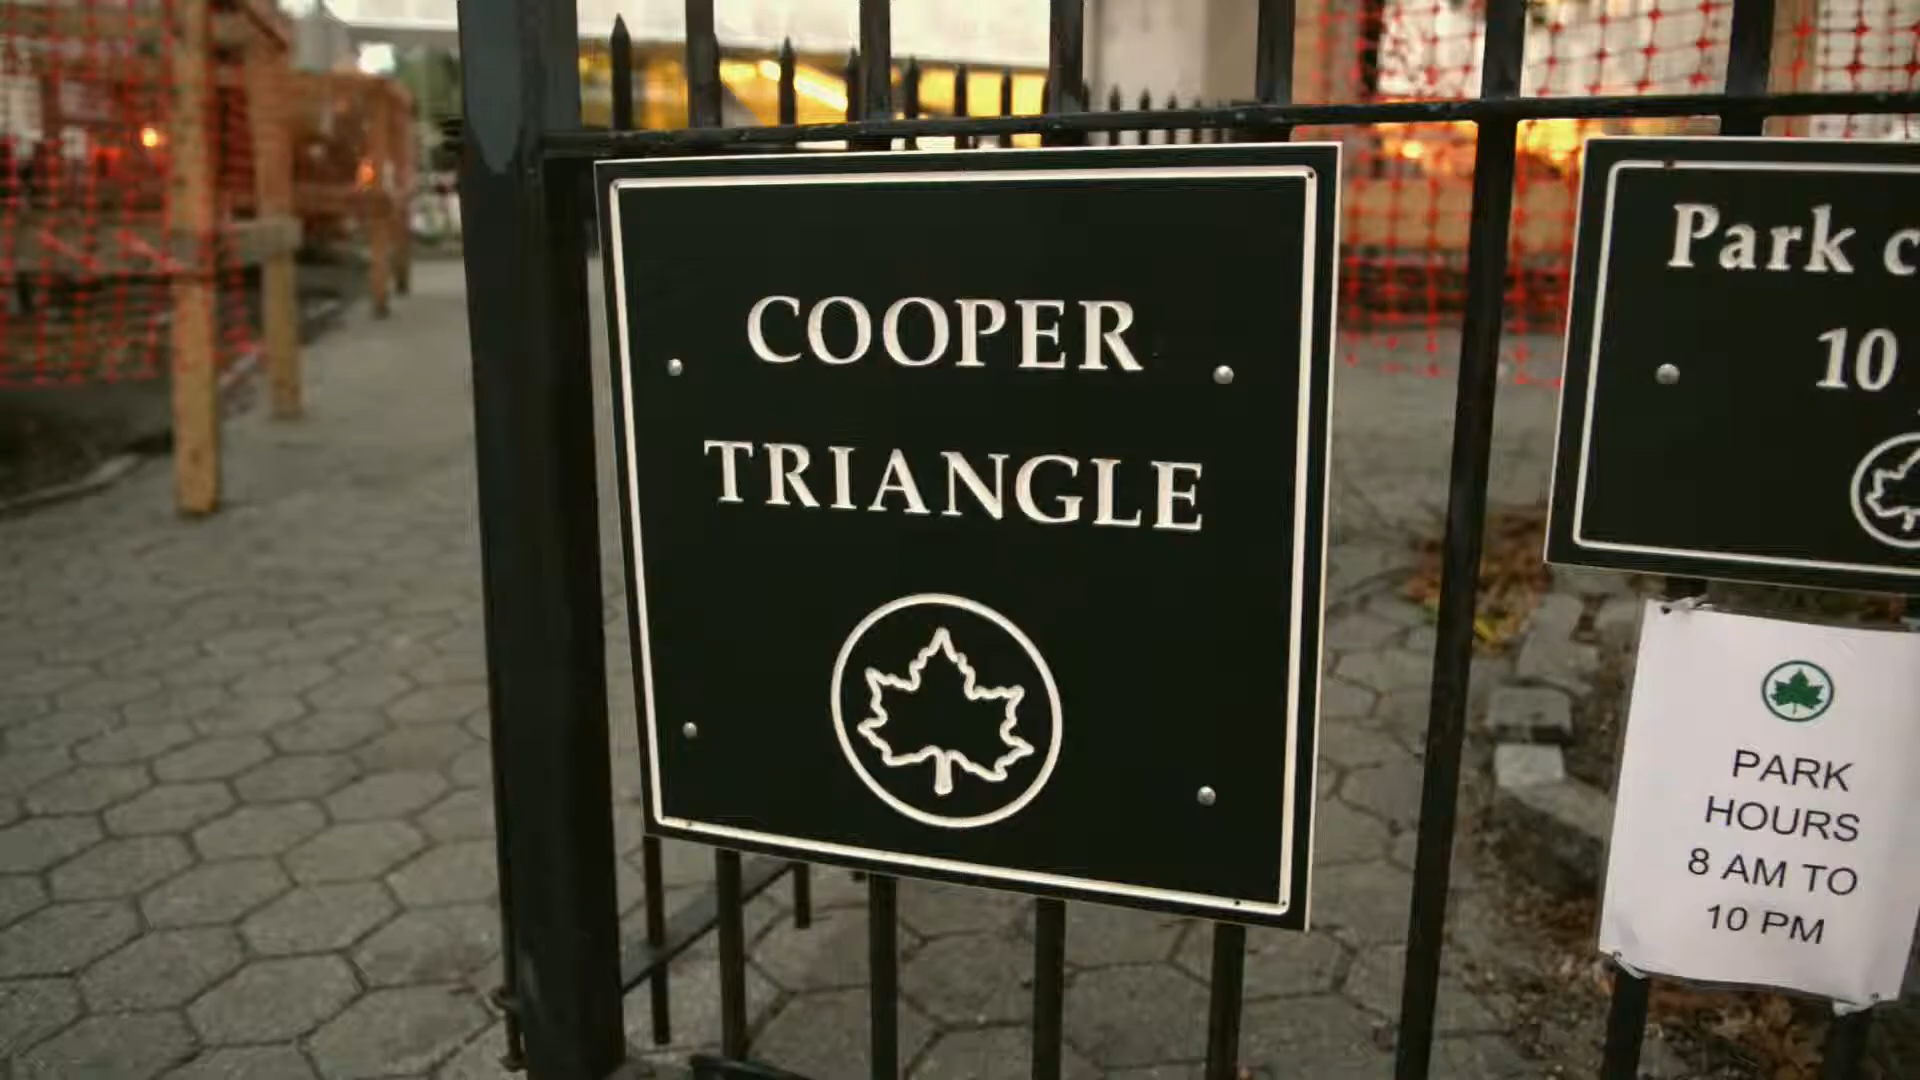 COOPER
TRIANGLE
Park c
10
PARK
HOURS
8 AM TO
10 PM